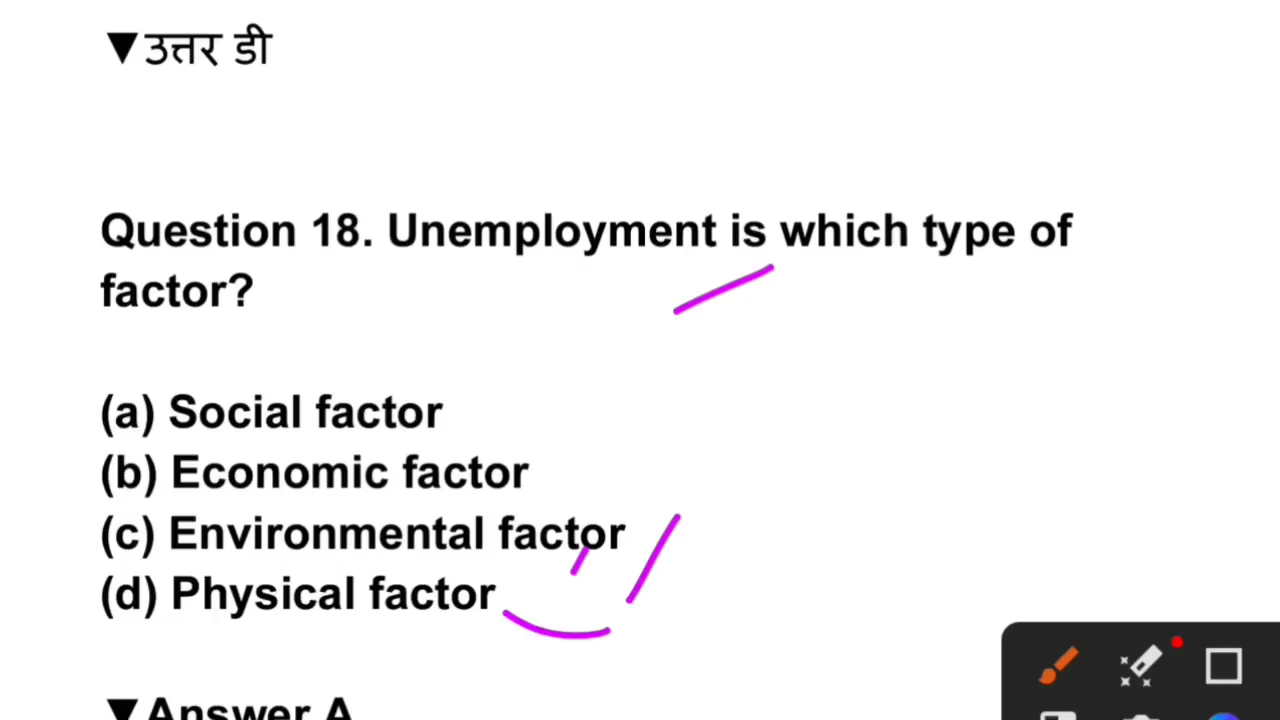 ▼उत्तर डी
Question 18. Unemployment is which type of
factor?
(a) Social factor
(b) Economic factor
(c) Environmental factor
(d) Physical factor
▼Answer A